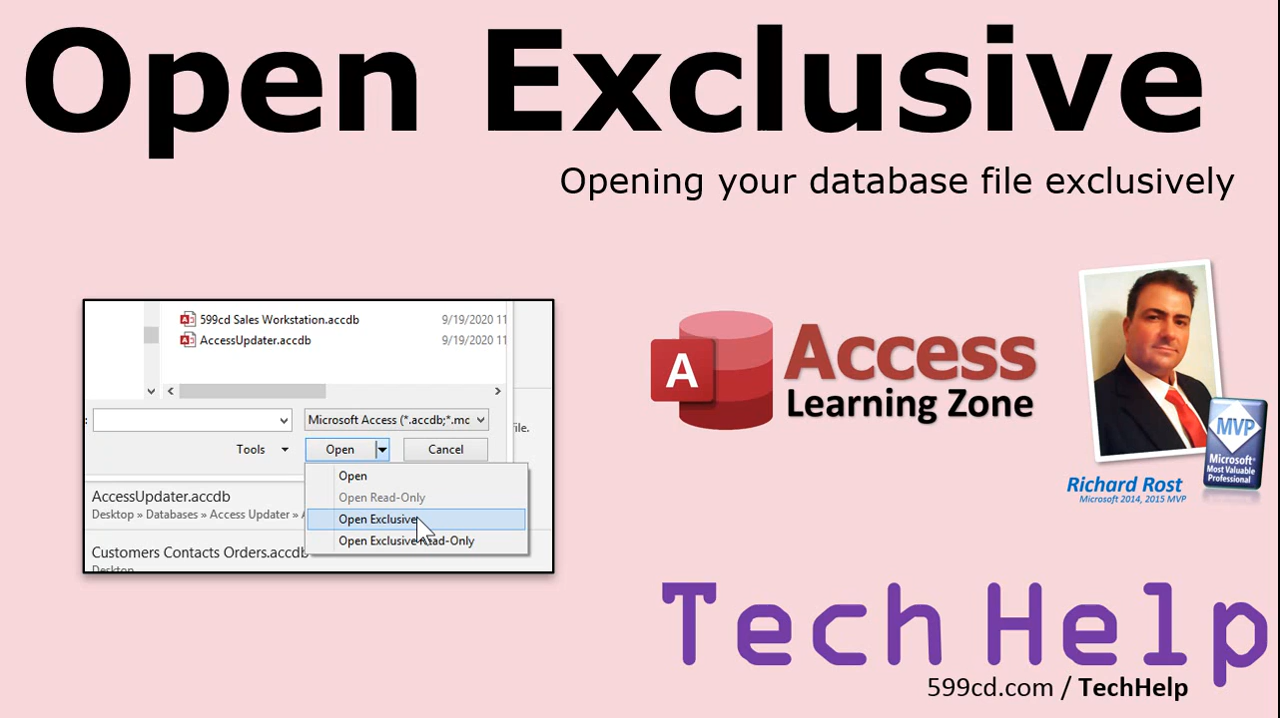 Open Exclusive
Opening your database file exclusively
599cd Sales Workstation.accdb 9/19/2020 11
AccessUpdater.accdb 9/19/2020 11
Microsoft Access (*.accdb;*.mc
ile.
Tools Open Cancel
Open
Open Read-Only
Open Exclusive
Open Exclusive Read-Only
AccessUpdater.accdb
Desktop » Databases » Access Updater »
Customers Contacts Orders.accdb
Desktop
A
Access
Learning Zone
MVP
Microsoft®
Most Valuable
Professional
Richard Rost
Microsoft 2014, 2015 MVP
Tech Help
599cd.com / TechHelp